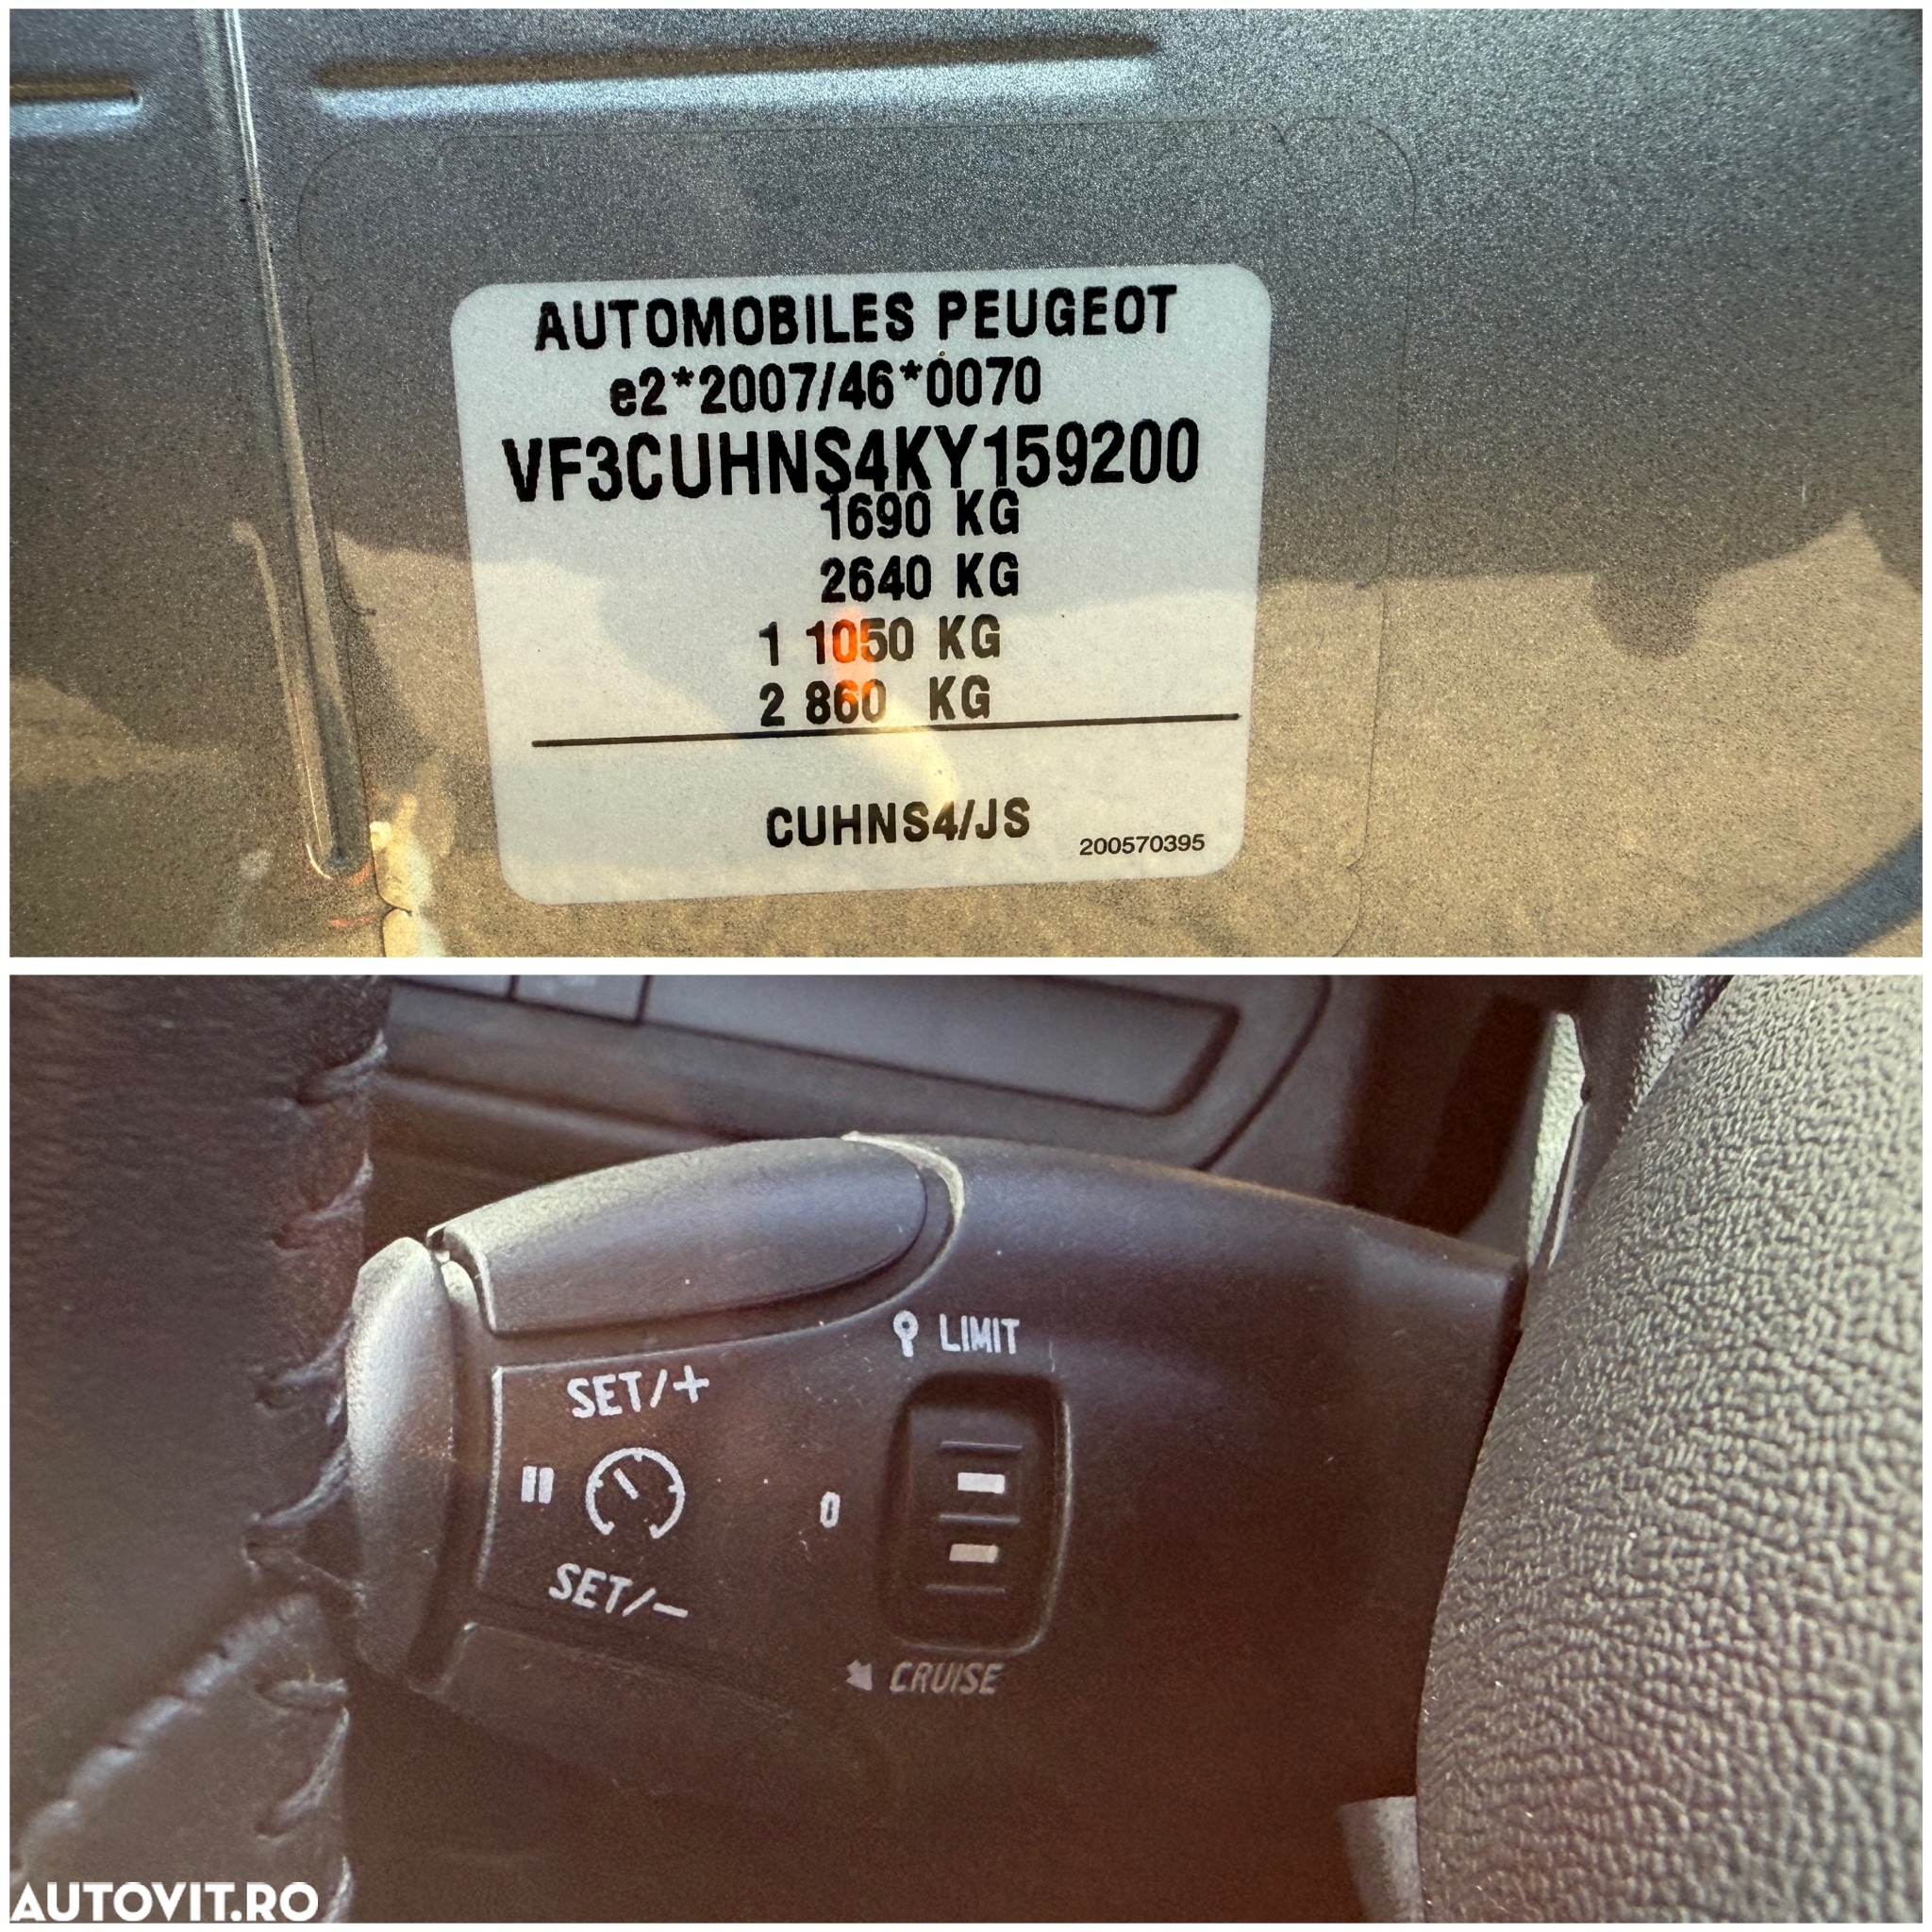 AUTOMOBILES PEUGEOT
e2*2007/46*0070
VF3CUHNS4KY159200
1690 KG
2640 KG
1 1050 KG
2 860 KG
CUHNS4/JS
200570395
LIMIT
SET/+
0
SET/-
CRUISE
AUTOVIT.RO